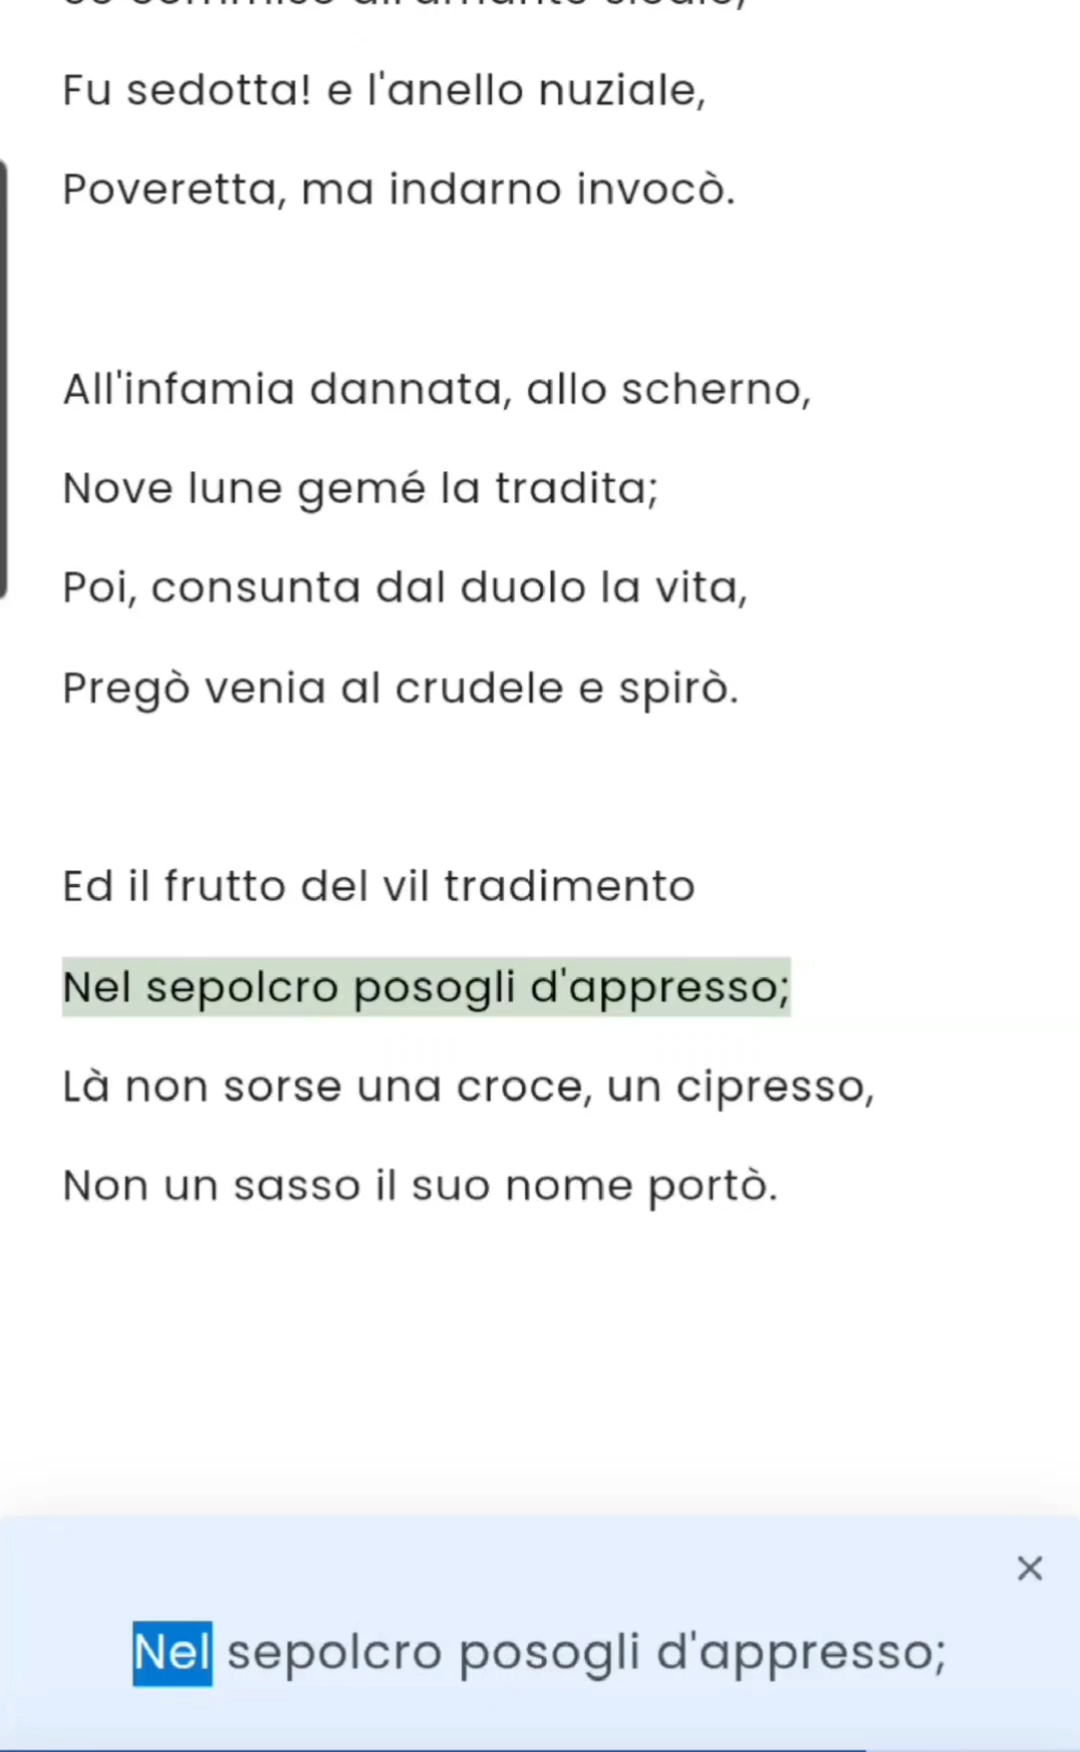 Fu sedotta! e l'anello nuziale,
Poveretta, ma indarno invocò.
All'infamia dannata, allo scherno,
Nove lune gemé la tradita;
Poi, consunta dal duolo la vita,
Pregò venia al crudele e spirò.
Ed il frutto del vil tradimento
Nel sepolcro posogli d'appresso;
Là non sorse una croce, un cipresso,
Non un sasso il suo nome portò.
Nel sepolcro posogli d'appresso;